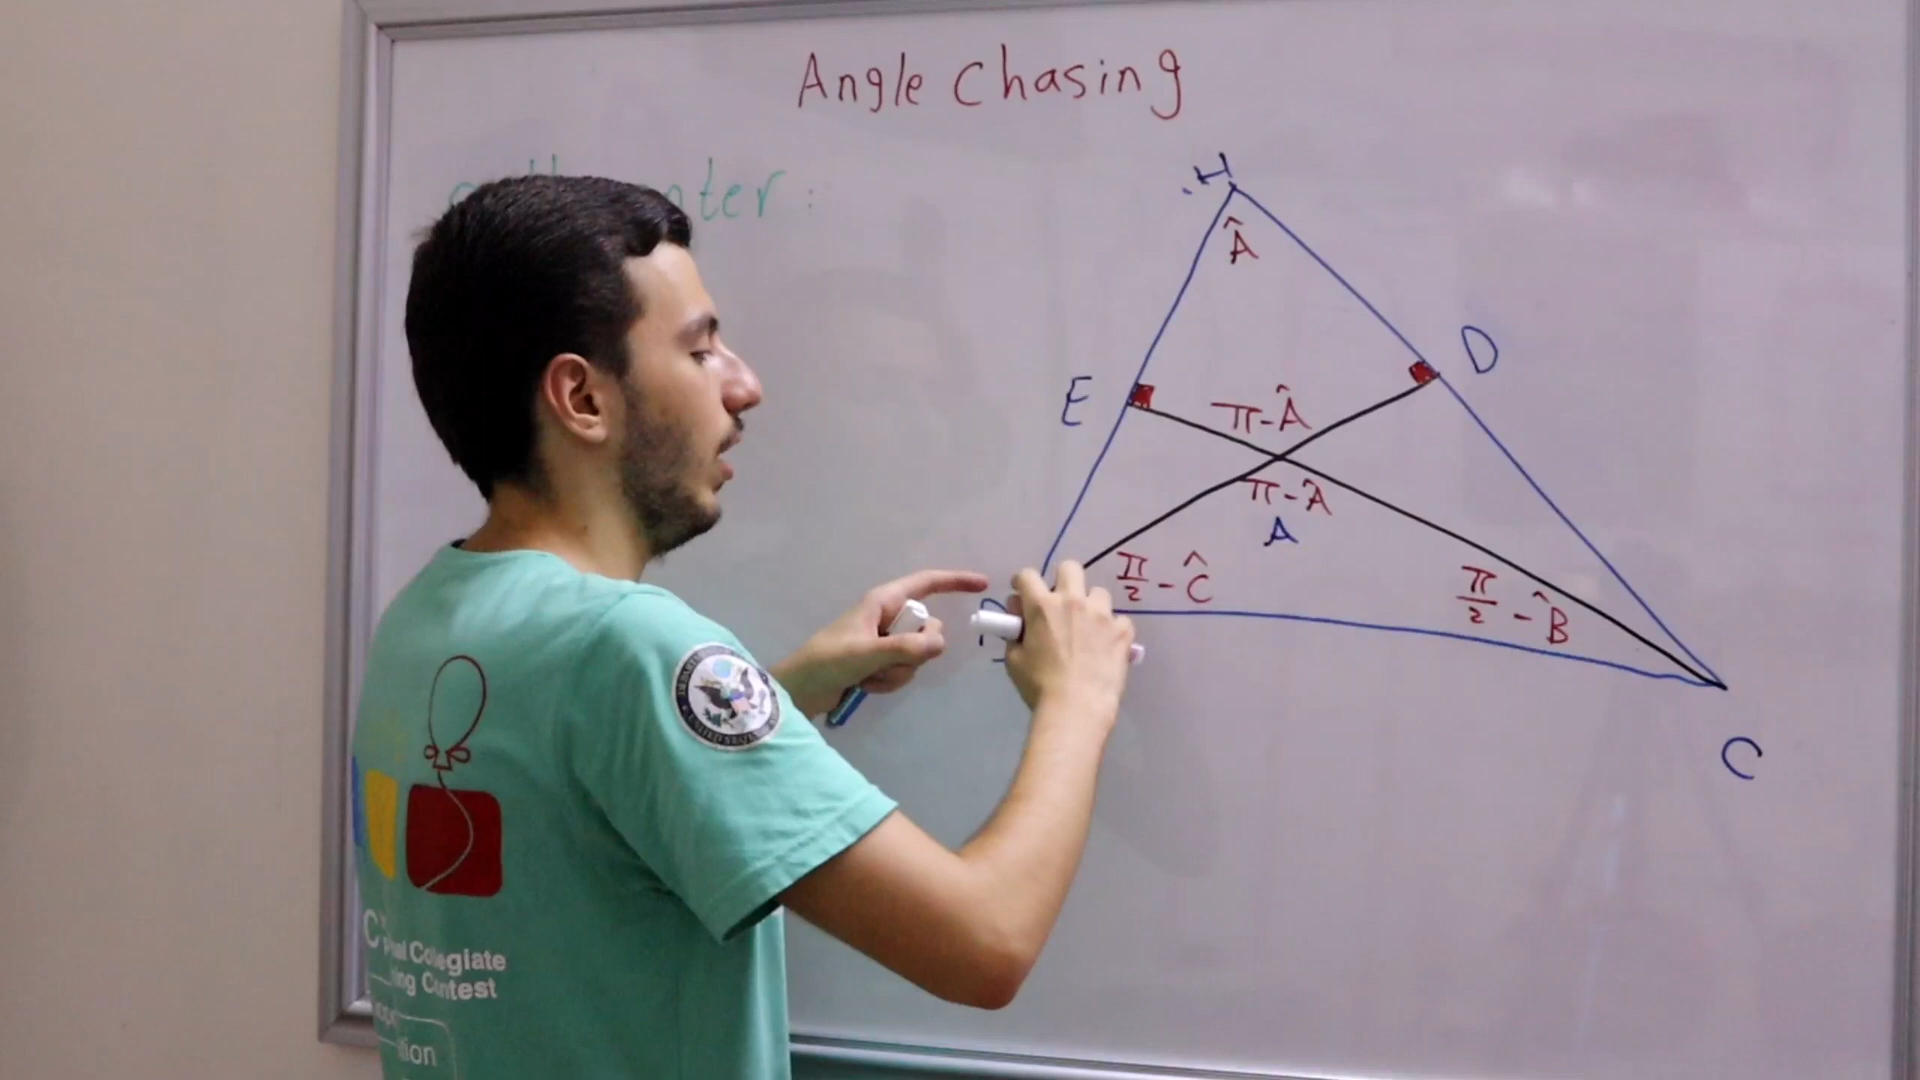 Angle Chasing
H
Â
D
E
π-Â
π-Â
A
π/2 - Ĉ
π/2 - B̂
C
Collegiate
Contest